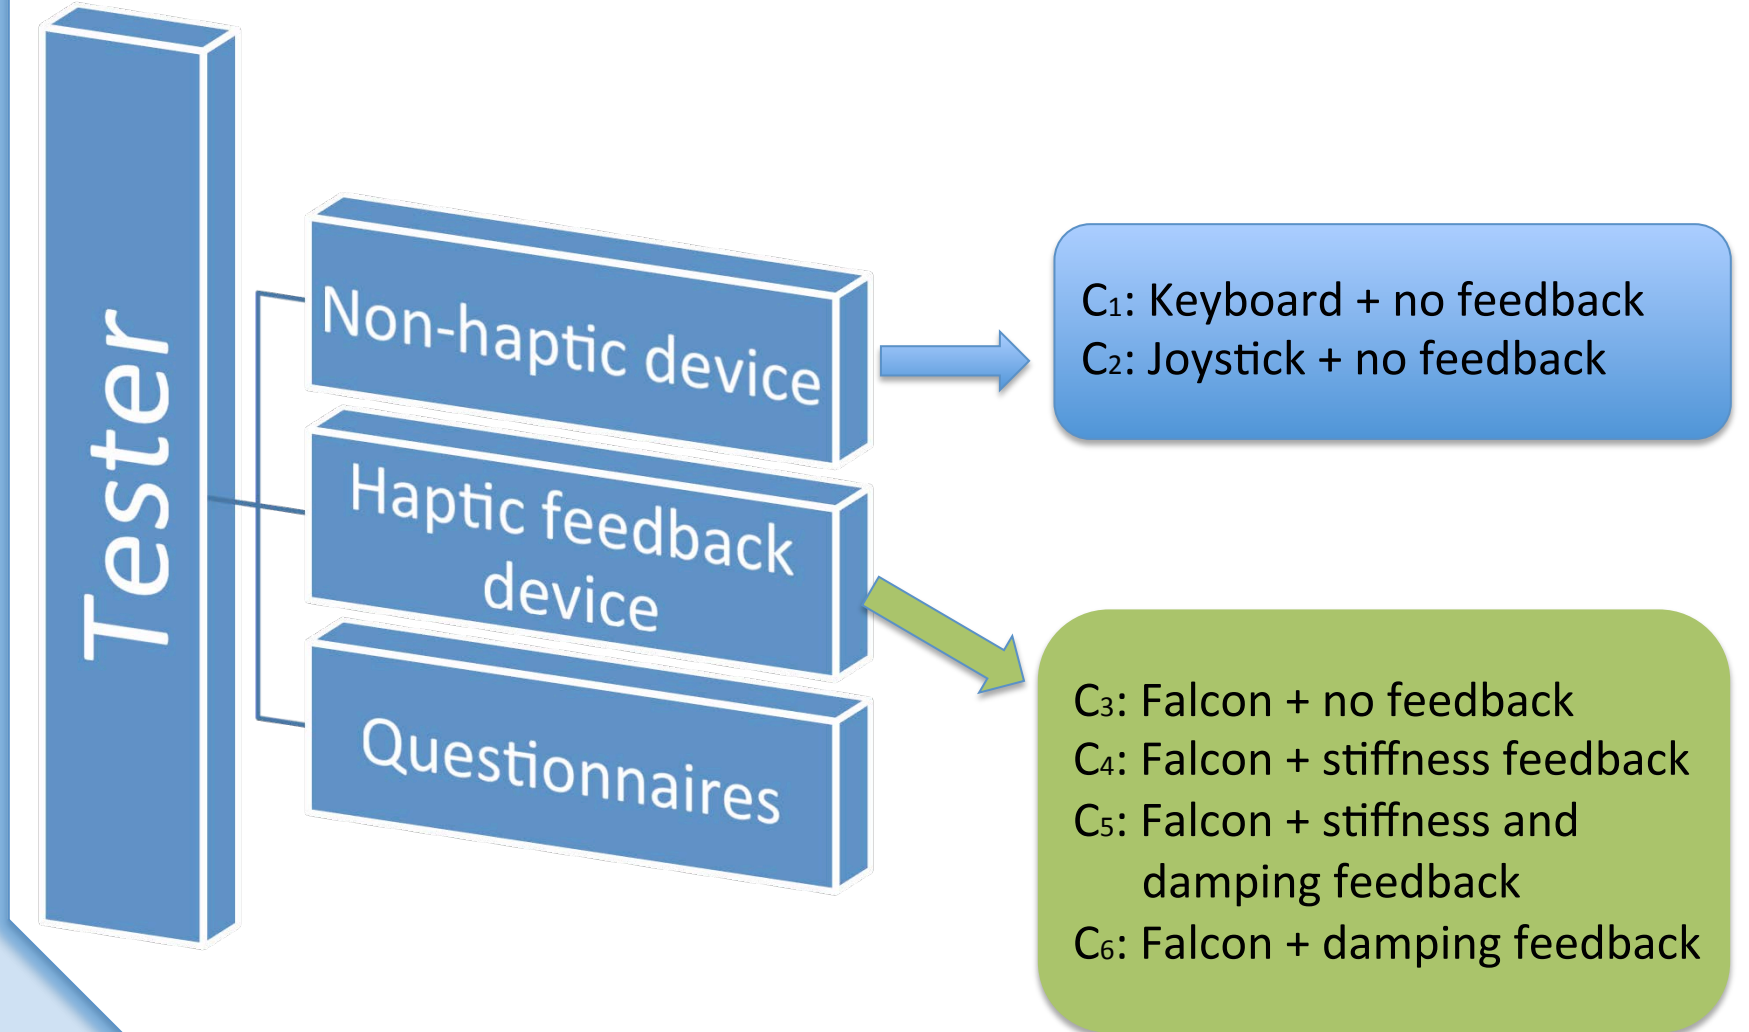 Tester
Non-haptic device
Haptic feedback
device
Questionnaires
C₁: Keyboard + no feedback
C₂: Joystick + no feedback
C₃: Falcon + no feedback
C₄: Falcon + stiffness feedback
C₅: Falcon + stiffness and
damping feedback
C₆: Falcon + damping feedback